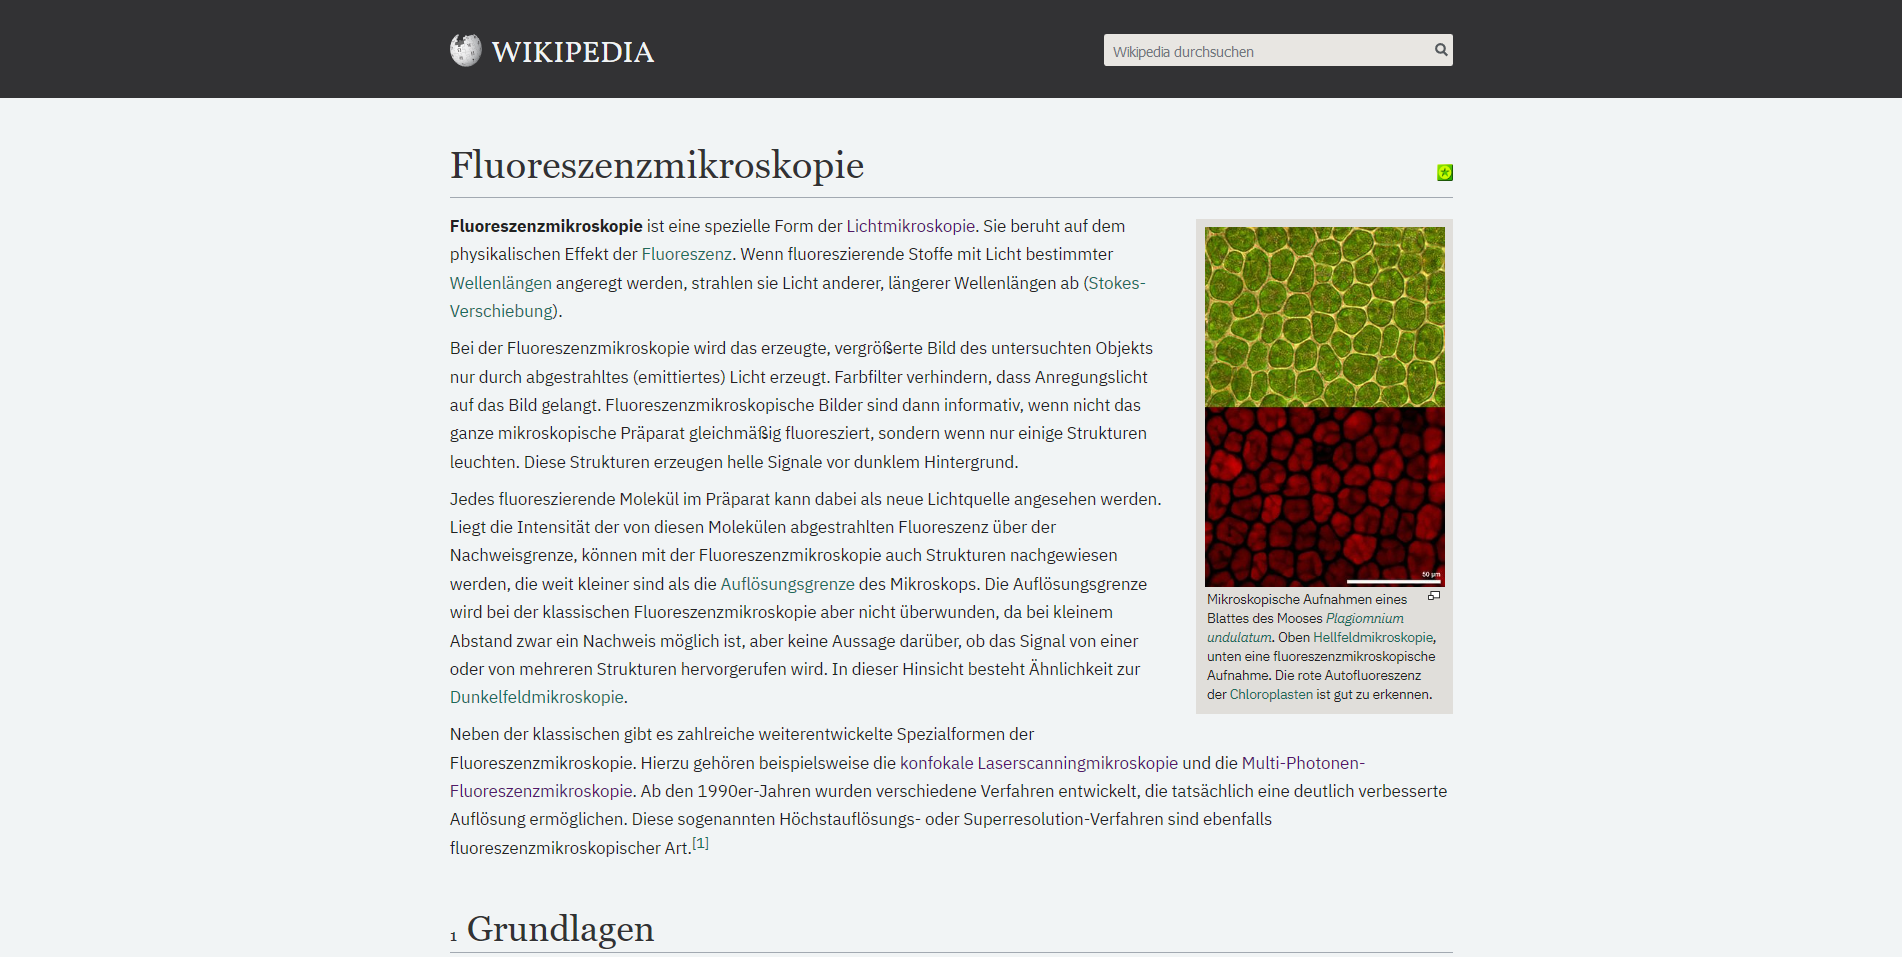 WIKIPEDIA
Wikipedia durchsuchen
Fluoreszenzmikroskopie
Fluoreszenzmikroskopie ist eine spezielle Form der Lichtmikroskopie. Sie beruht auf dem
physikalischen Effekt der Fluoreszenz. Wenn fluoreszierende Stoffe mit Licht bestimmter
Wellenlängen angeregt werden, strahlen sie Licht anderer, längerer Wellenlängen ab (Stokes-
Verschiebung).
Bei der Fluoreszenzmikroskopie wird das erzeugte, vergrößerte Bild des untersuchten Objekts
nur durch abgestrahltes (emittiertes) Licht erzeugt. Farbfilter verhindern, dass Anregungslicht
auf das Bild gelangt. Fluoreszenzmikroskopische Bilder sind dann informativ, wenn nicht das
ganze mikroskopische Präparat gleichmäßig fluoresziert, sondern wenn nur einige Strukturen
leuchten. Diese Strukturen erzeugen helle Signale vor dunklem Hintergrund.
Jedes fluoreszierende Molekül im Präparat kann dabei als neue Lichtquelle angesehen werden.
Liegt die Intensität der von diesen Molekülen abgestrahlten Fluoreszenz über der
Nachweisgrenze, können mit der Fluoreszenzmikroskopie auch Strukturen nachgewiesen
werden, die weit kleiner sind als die Auflösungsgrenze des Mikroskops. Die Auflösungsgrenze
wird bei der klassischen Fluoreszenzmikroskopie aber nicht überwunden, da bei kleinem
Abstand zwar ein Nachweis möglich ist, aber keine Aussage darüber, ob das Signal von einer
oder von mehreren Strukturen hervorgerufen wird. In dieser Hinsicht besteht Ähnlichkeit zur
Dunkelfeldmikroskopie.
50 µm
Mikroskopische Aufnahmen eines
Blattes des Mooses Plagiomnium
undulatum. Oben Hellfeldmikroskopie,
unten eine fluoreszenzmikroskopische
Aufnahme. Die rote Autofluoreszenz
der Chloroplasten ist gut zu erkennen.
Neben der klassischen gibt es zahlreiche weiterentwickelte Spezialformen der
Fluoreszenzmikroskopie. Hierzu gehören beispielsweise die konfokale Laserscanningmikroskopie und die Multi-Photonen-
Fluoreszenzmikroskopie. Ab den 1990er-Jahren wurden verschiedene Verfahren entwickelt, die tatsächlich eine deutlich verbesserte
Auflösung ermöglichen. Diese sogenannten Höchstauflösungs- oder Superresolution-Verfahren sind ebenfalls
fluoreszenzmikroskopischer Art.[1]
1 Grundlagen